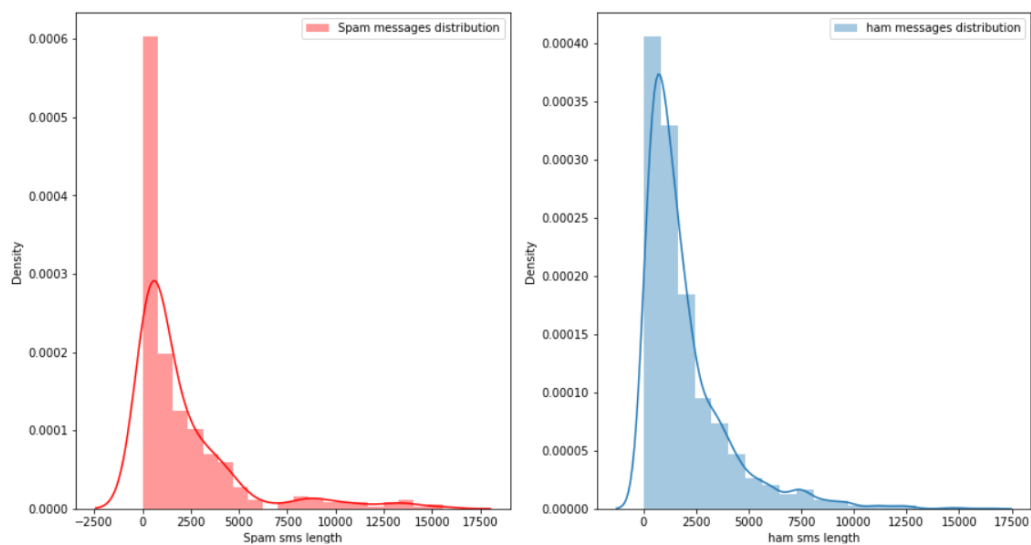 Spam messages distribution
0.0006
0.0005
0.0004
0.0003
0.0002
0.0001
0.0000
Density
−2500 0 2500 5000 7500 10000 12500 15000 17500
Spam sms length
ham messages distribution
0.00040
0.00035
0.00030
0.00025
0.00020
0.00015
0.00010
0.00005
0.00000
Density
0 2500 5000 7500 10000 12500 15000 17500
ham sms length